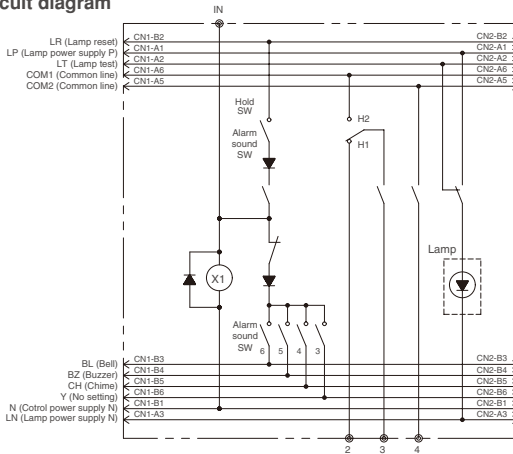 cuit diagram
IN
LR (Lamp reset) CN1-B2 CN2-B2
LP (Lamp power supply P) CN1-A1 CN2-A1
LT (Lamp test) CN1-A2 CN2-A2
COM1 (Common line) CN1-A6 CN2-A6
COM2 (Common line) CN1-A5 CN2-A5
Hold
SW
Alarm
sound
SW
H2
H1
Lamp
X1
Alarm
sound
SW 6 5 4 3
BL (Bell) CN1-B3 CN2-B3
BZ (Buzzer) CN1-B4 CN2-B4
CH (Chime) CN1-B5 CN2-B5
Y (No setting) CN1-B6 CN2-B6
N (Cotrol power supply N) CN1-B1 CN2-B1
LN (Lamp power supply N) CN1-A3 CN2-A3
2 3 4